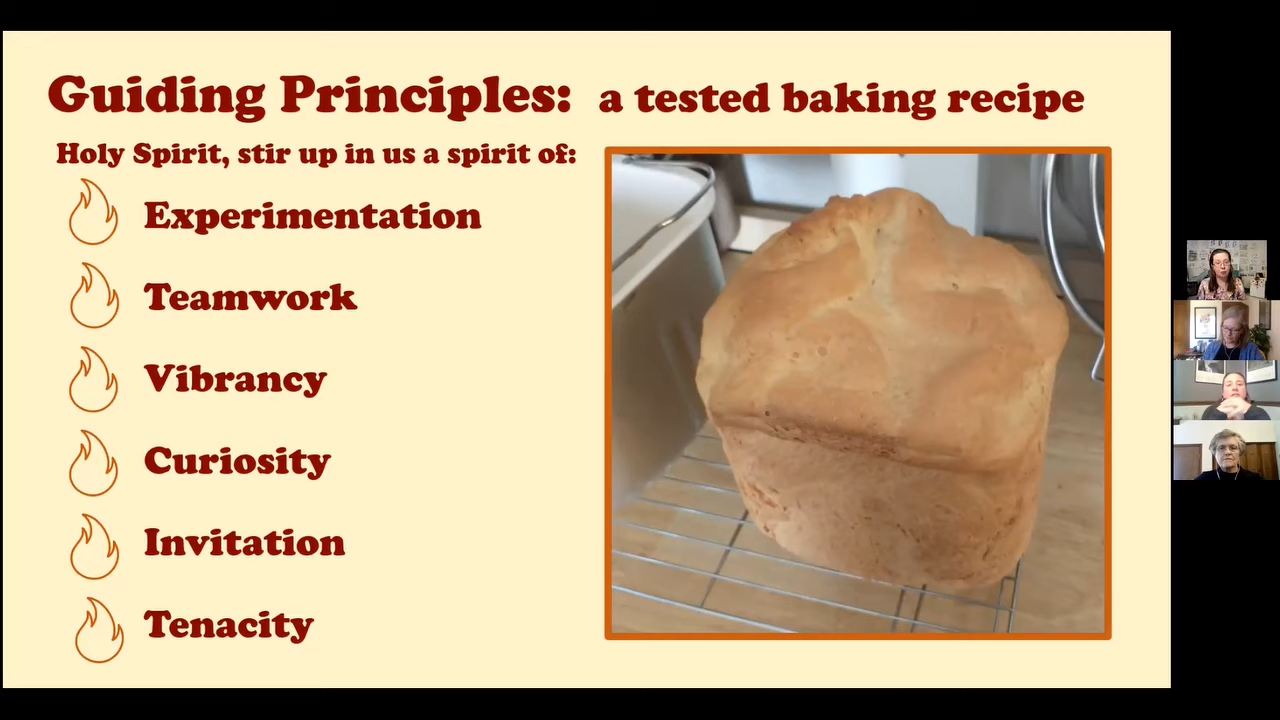 Guiding Principles: a tested baking recipe
Holy Spirit, stir up in us a spirit of:
Experimentation
Teamwork
Vibrancy
Curiosity
Invitation
Tenacity